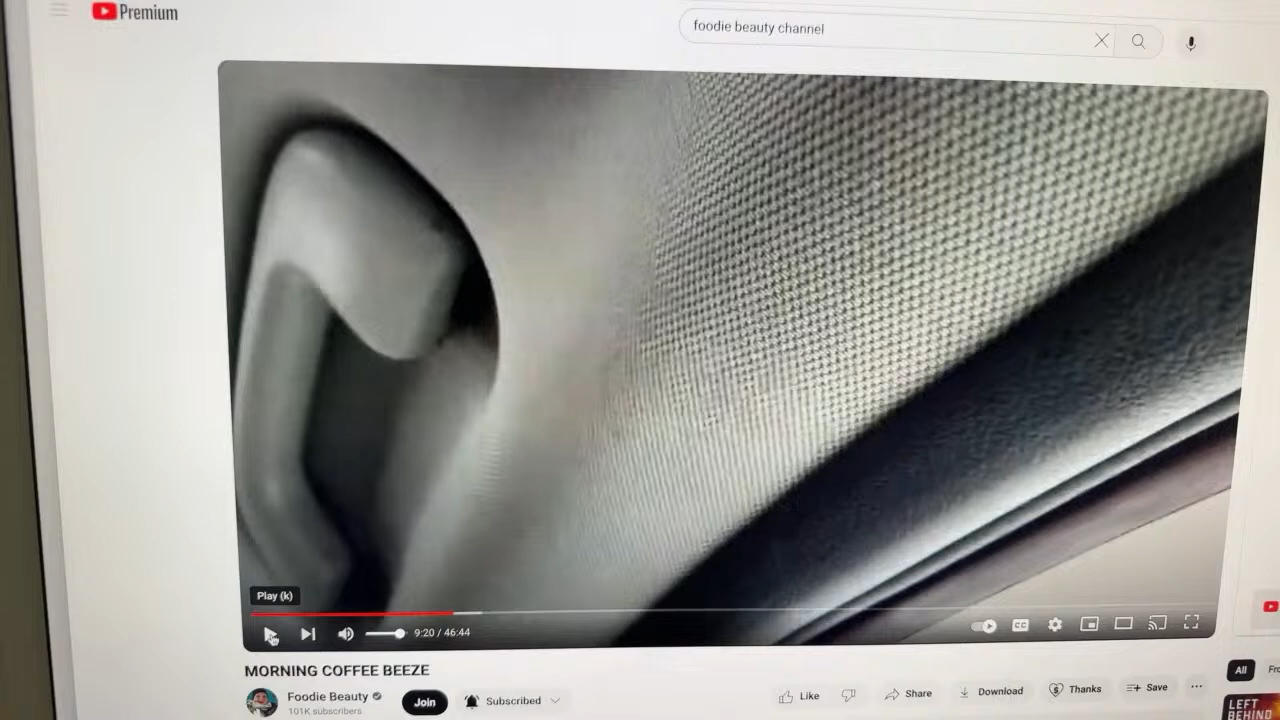 Premium
foodie beauty channel
Play (k)
9:20 / 46:44
CC
MORNING COFFEE BEEZE
Foodie Beauty
101K subscribers
Join
Subscribed
Like
Share
Download
Thanks
Save
All
LEFT
BEHIND